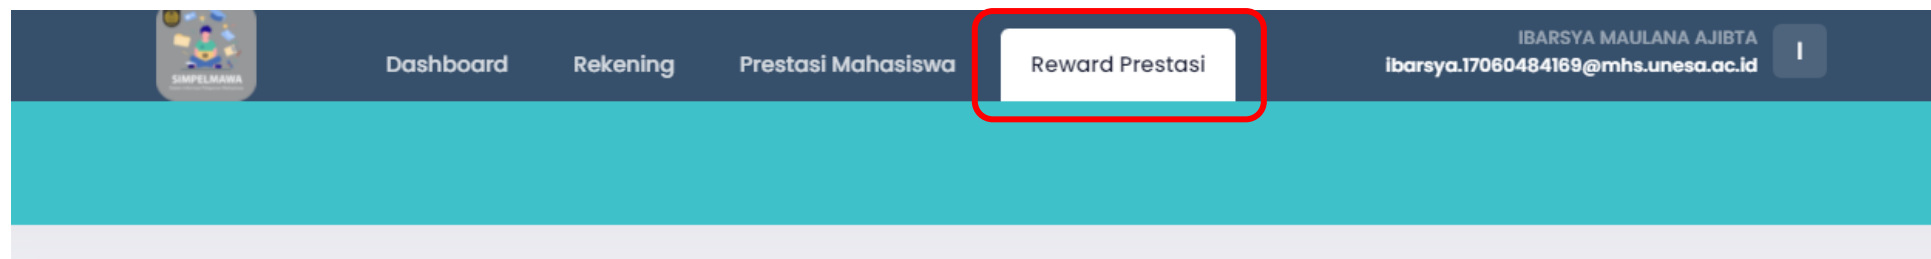 SIMPELMAWA
Dashboard
Rekening
Prestasi Mahasiswa
Reward Prestasi
IBARSYA MAULANA AJIBTA
ibarsya.17060484169@mhs.unesa.ac.id
I